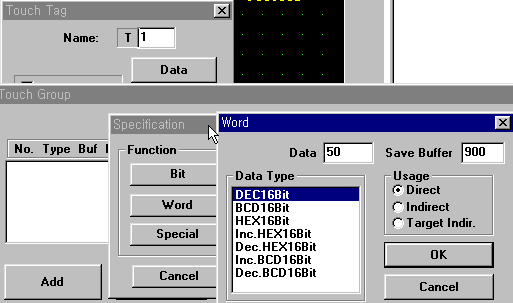 Touch Tag
Name: T 1
Data
Touch Group
No. Type Buf
Add
Specification
Function
Bit
Word
Special
Cancel
Word
Data 50 Save Buffer 900
Data Type
DEC16Bit
BCD16Bit
HEX16Bit
Inc.HEX16Bit
Dec.HEX16Bit
Inc.BCD16Bit
Dec.BCD16Bit
Usage
Direct
Indirect
Target Indir.
OK
Cancel